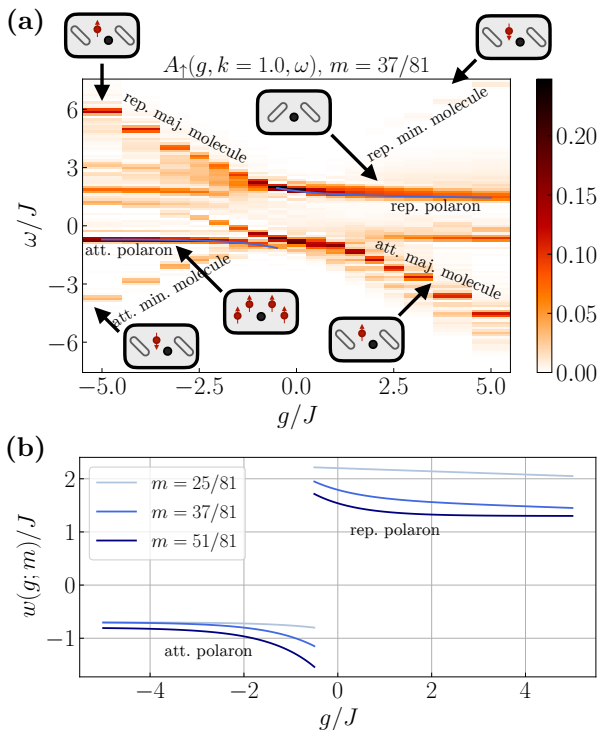 (a)
A↑(g, k = 1.0, ω), m = 37/81
rep. maj. molecule
rep. min. molecule
rep. polaron
att. polaron
att. min. molecule
att. maj. molecule
ω/J
6
3
0
−3
−6
−5.0
−2.5
0.0
2.5
5.0
g/J
0.20
0.15
0.10
0.05
0.00
(b)
m = 25/81
m = 37/81
m = 51/81
rep. polaron
att. polaron
w(g; m)/J
2
1
0
−1
−4
−2
0
2
4
g/J